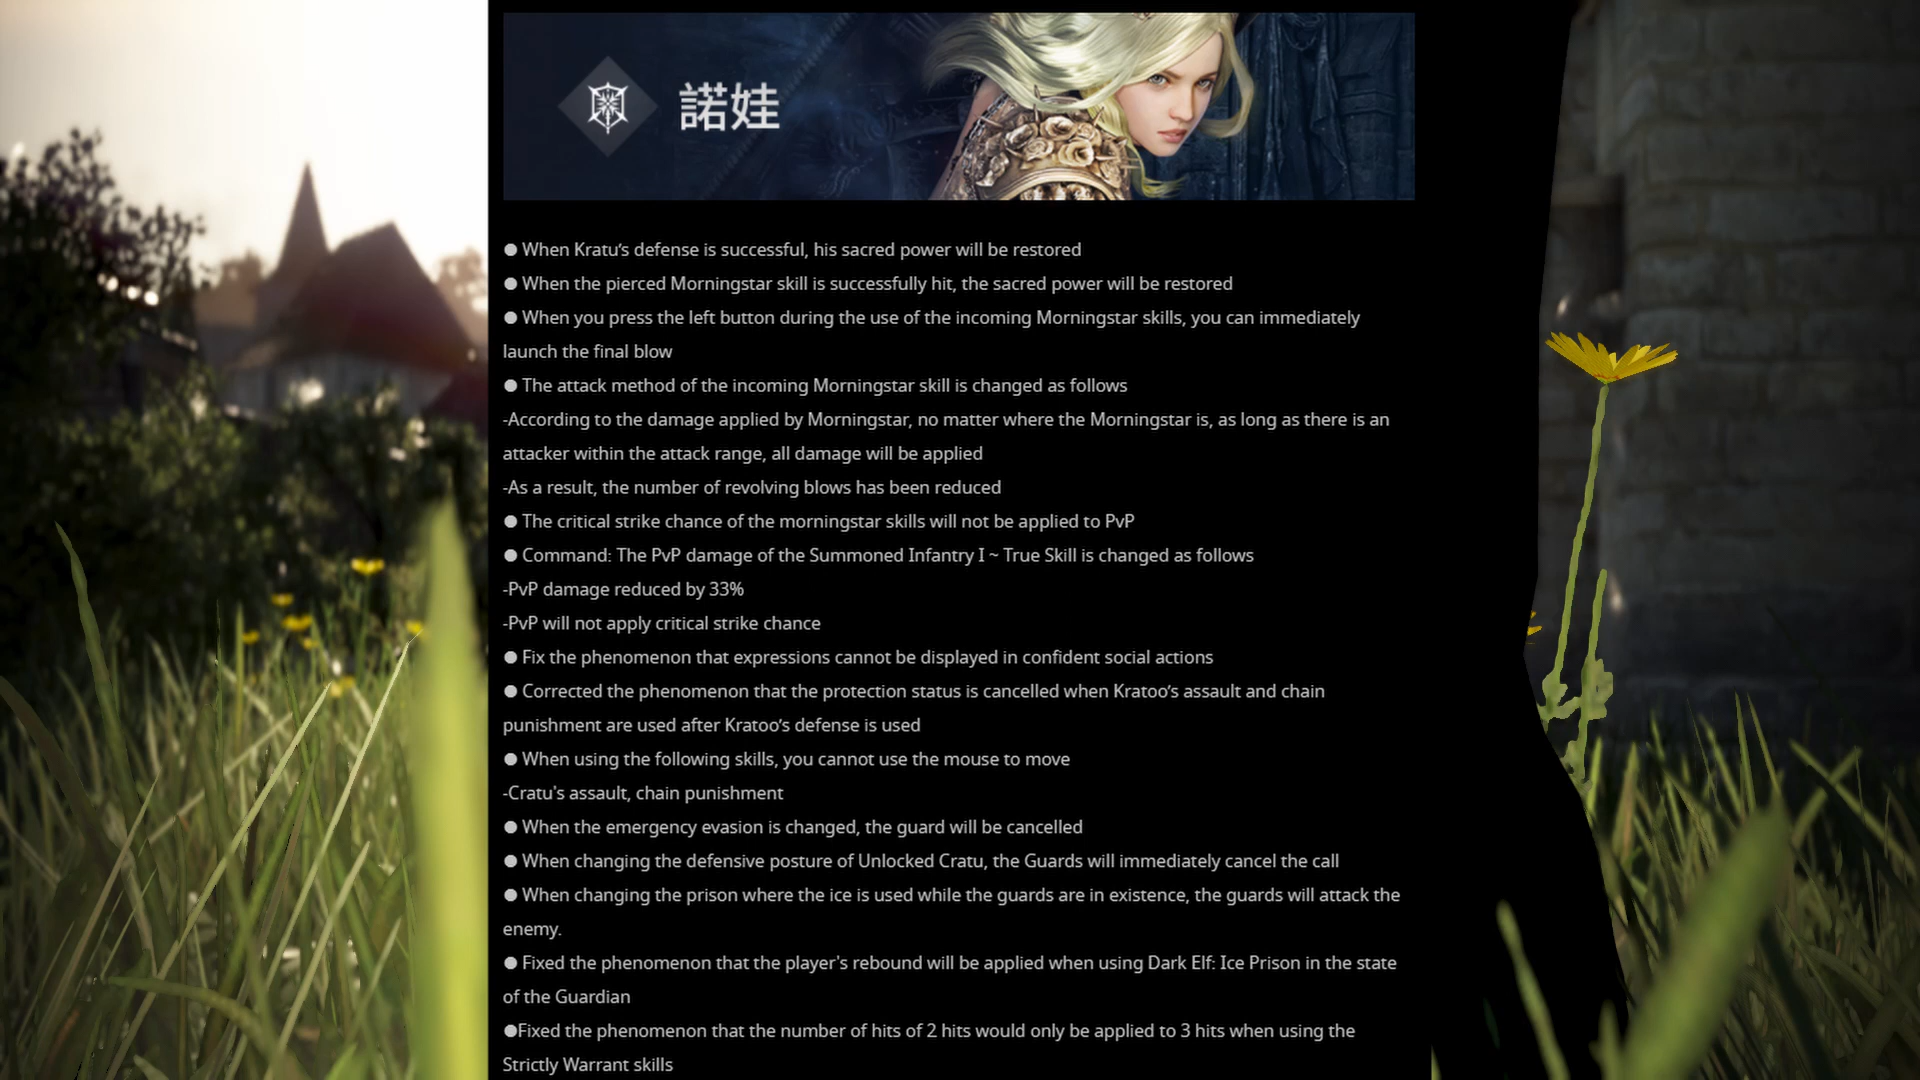 諾娃
● When Kratu's defense is successful, his sacred power will be restored
● When the pierced Morningstar skill is successfully hit, the sacred power will be restored
● When you press the left button during the use of the incoming Morningstar skills, you can immediately
launch the final blow
● The attack method of the incoming Morningstar skill is changed as follows
-According to the damage applied by Morningstar, no matter where the Morningstar is, as long as there is an
attacker within the attack range, all damage will be applied
-As a result, the number of revolving blows has been reduced
● The critical strike chance of the morningstar skills will not be applied to PvP
● Command: The PvP damage of the Summoned Infantry I ~ True Skill is changed as follows
-PvP damage reduced by 33%
-PvP will not apply critical strike chance
● Fix the phenomenon that expressions cannot be displayed in confident social actions
● Corrected the phenomenon that the protection status is cancelled when Kratoo's assault and chain
punishment are used after Kratoo's defense is used
● When using the following skills, you cannot use the mouse to move
-Cratu's assault, chain punishment
● When the emergency evasion is changed, the guard will be cancelled
● When changing the defensive posture of Unlocked Cratu, the Guards will immediately cancel the call
● When changing the prison where the ice is used while the guards are in existence, the guards will attack the
enemy.
● Fixed the phenomenon that the player's rebound will be applied when using Dark Elf: Ice Prison in the state
of the Guardian
●Fixed the phenomenon that the number of hits of 2 hits would only be applied to 3 hits when using the
Strictly Warrant skills